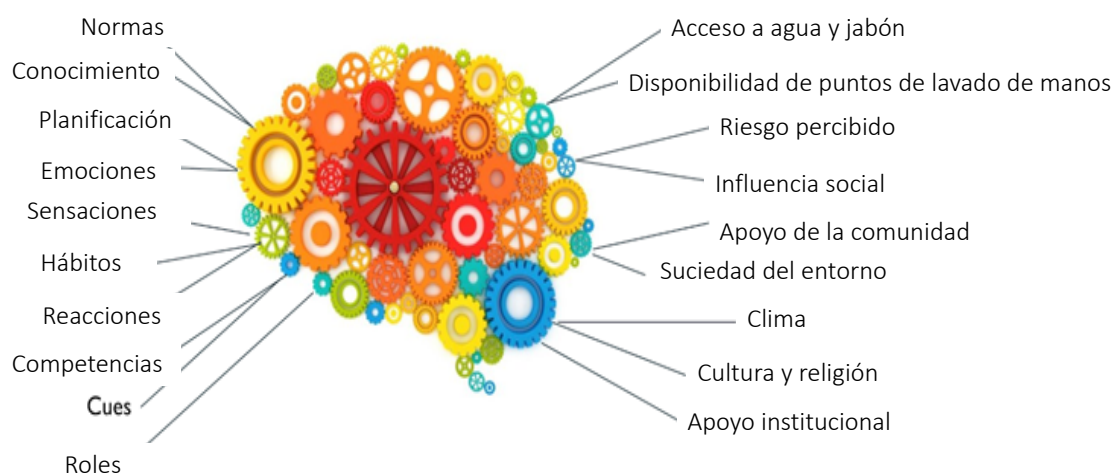 Normas
Conocimiento
Planificación
Emociones
Sensaciones
Hábitos
Reacciones
Competencias
Cues
Roles
Acceso a agua y jabón
Disponibilidad de puntos de lavado de manos
Riesgo percibido
Influencia social
Apoyo de la comunidad
Suciedad del entorno
Clima
Cultura y religión
Apoyo institucional